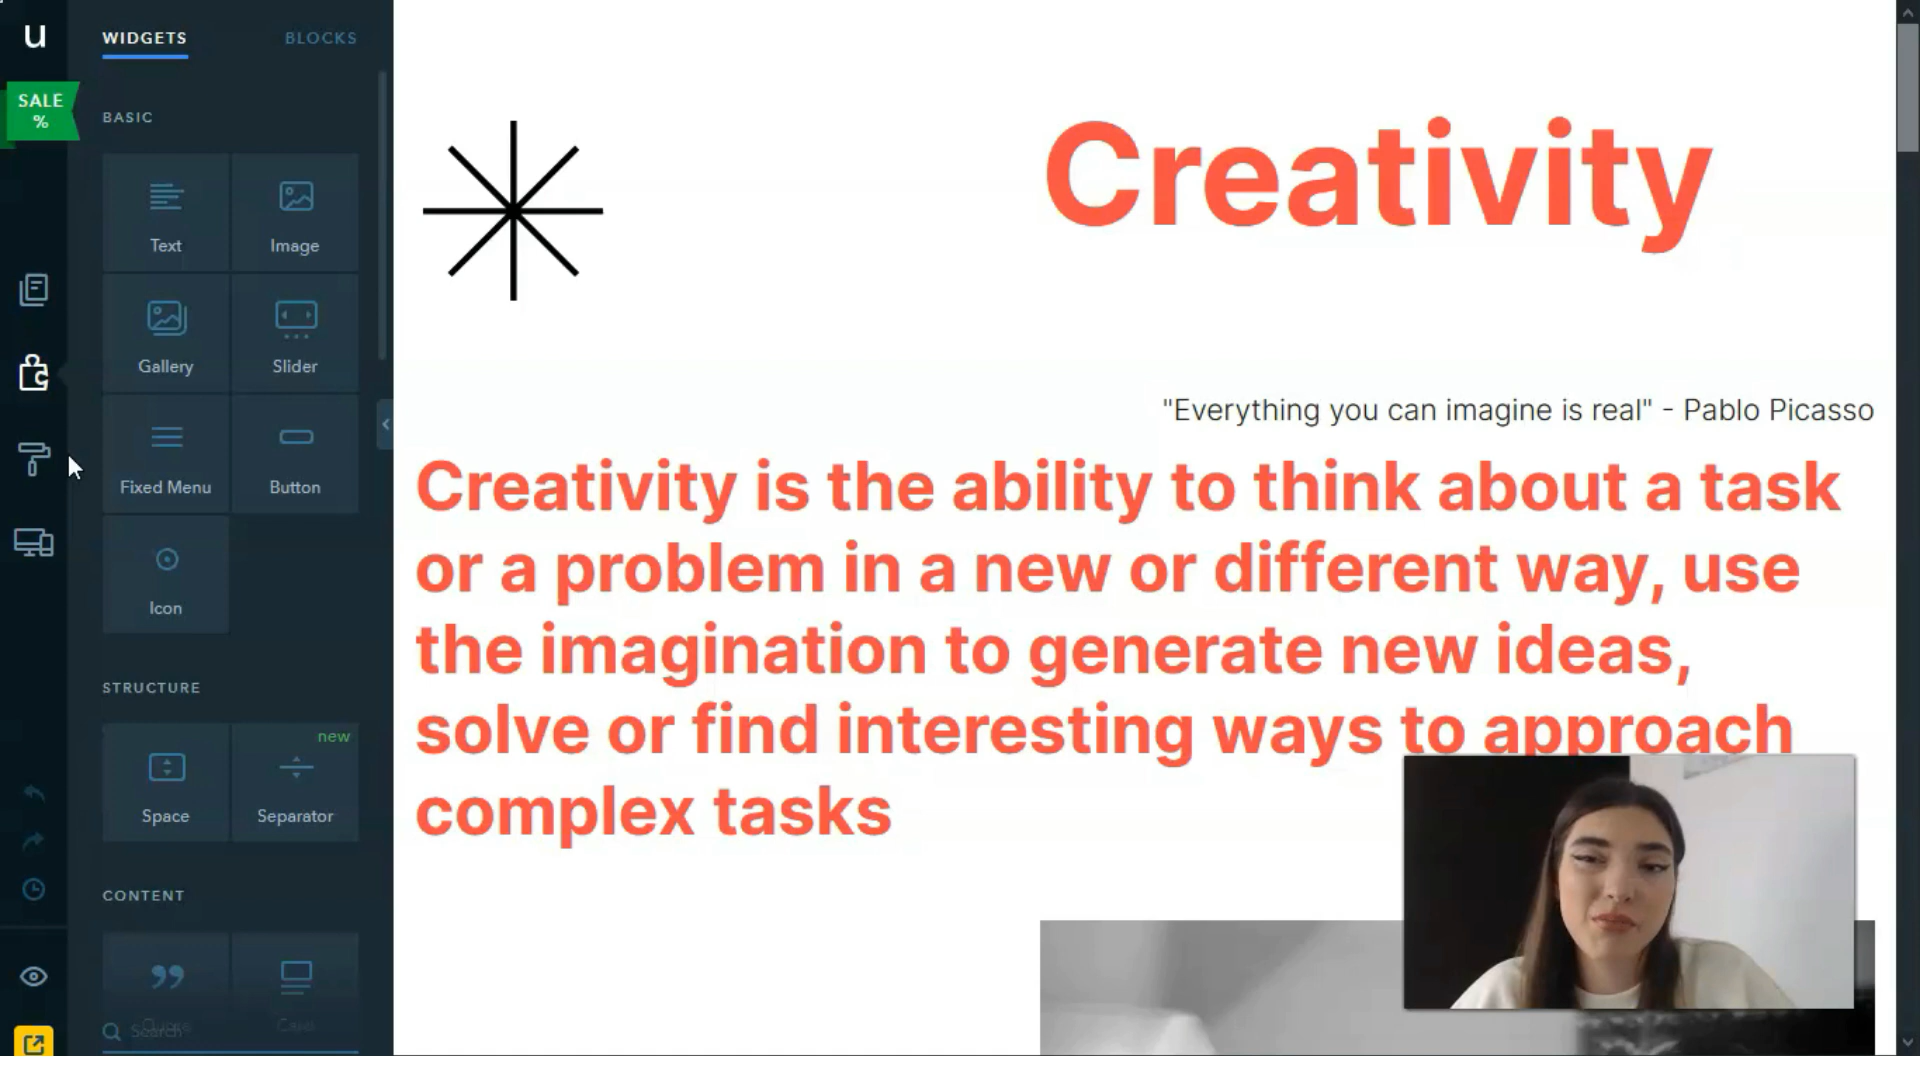 u
WIDGETS
BLOCKS
SALE
%
BASIC
Text
Image
Gallery
Slider
Fixed Menu
Button
Icon
STRUCTURE
new
Space
Separator
CONTENT
Quote
Card
Search
Creativity
"Everything you can imagine is real" - Pablo Picasso
Creativity is the ability to think about a task
or a problem in a new or different way, use
the imagination to generate new ideas,
solve or find interesting ways to approach
complex tasks